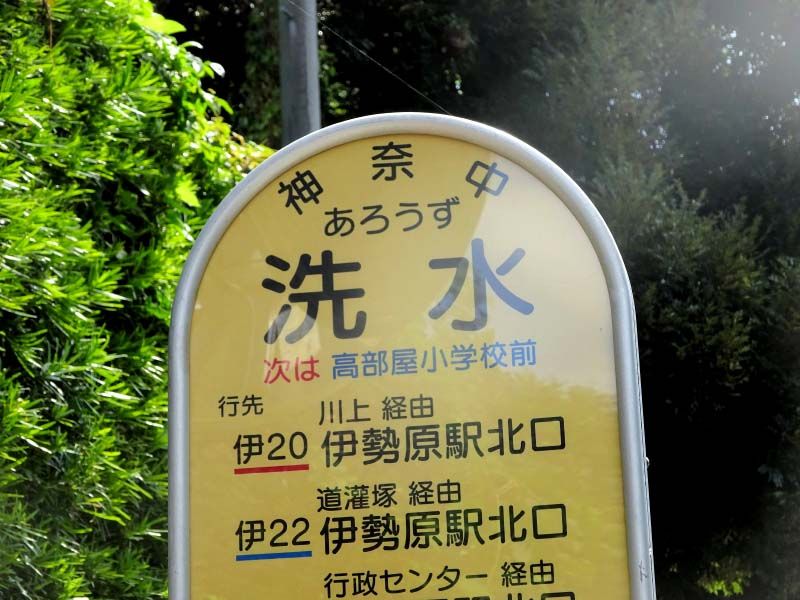 神奈中
あろうず
洗水
次は 高部屋小学校前
行先 川上 経由
伊20 伊勢原駅北口
道灌塚 経由
伊22 伊勢原駅北口
行政センター 経由